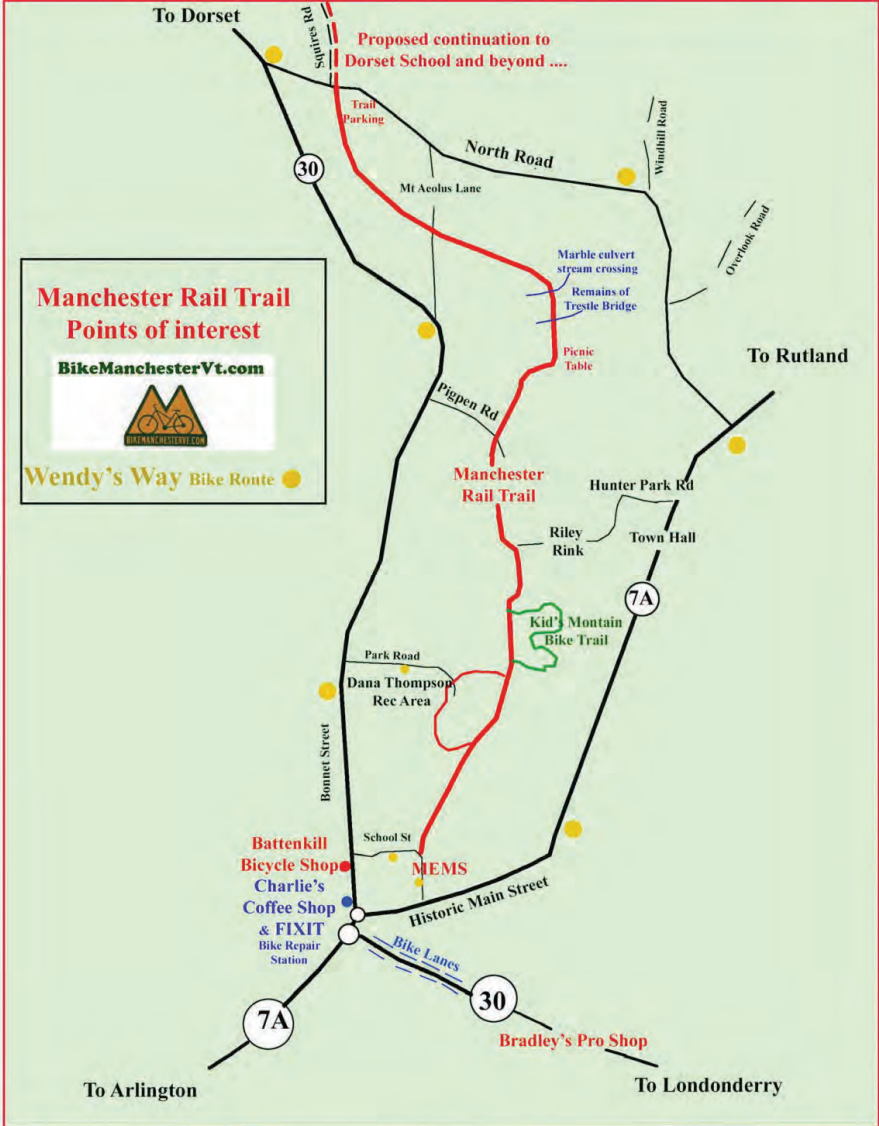 To Dorset
Squires Rd
Proposed continuation to
Dorset School and beyond ....
Trail
Parking
30
North Road
Windhill Road
Mt Aeolus Lane
Overlook Road
Marble culvert
stream crossing
Remains of
Trestle Bridge
Manchester Rail Trail
Points of interest
BikeManchesterVt.com
BIKEMANCHESTERVT.COM
Wendy's Way Bike Route
Picnic
Table
To Rutland
Pigpen Rd
Manchester
Rail Trail
Hunter Park Rd
Riley
Rink
Town Hall
7A
Kid's Montain
Bike Trail
Park Road
Dana Thompson
Rec Area
Bonnet Street
School St
Battenkill
Bicycle Shop
MEMS
Charlie's
Coffee Shop
& FIXIT
Bike Repair
Station
Historic Main Street
Bike Lanes
30
7A
Bradley's Pro Shop
To Arlington
To Londonderry